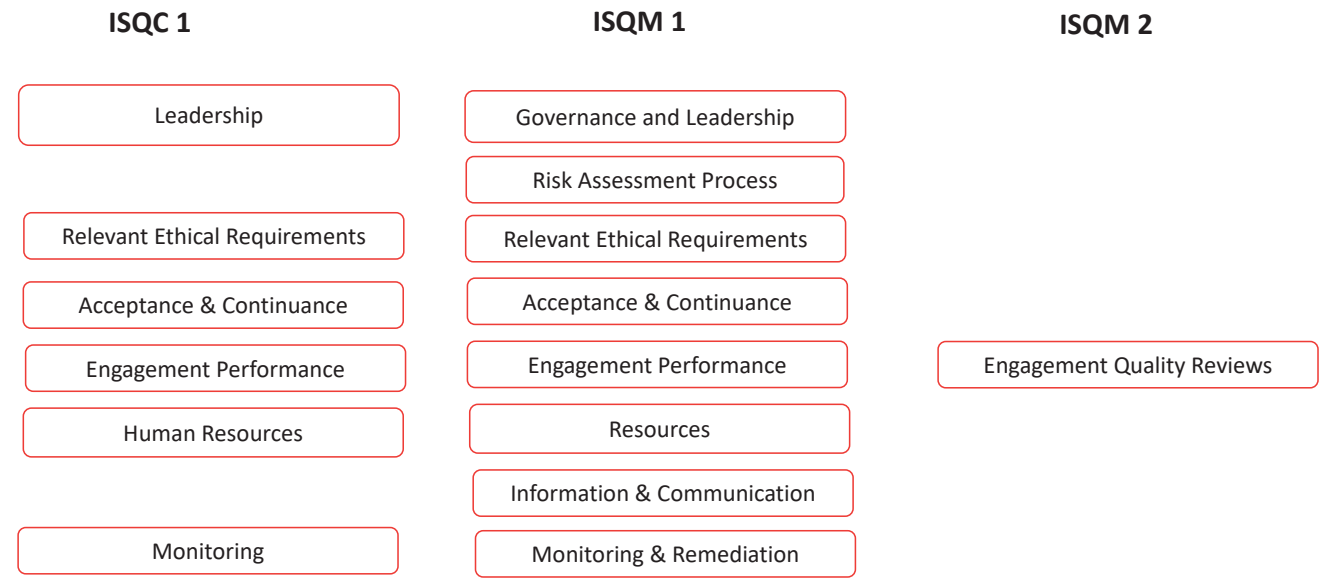 ISQC 1
ISQM 1
ISQM 2
Leadership
Governance and Leadership
Risk Assessment Process
Relevant Ethical Requirements
Relevant Ethical Requirements
Acceptance & Continuance
Acceptance & Continuance
Engagement Performance
Engagement Performance
Engagement Quality Reviews
Human Resources
Resources
Information & Communication
Monitoring
Monitoring & Remediation